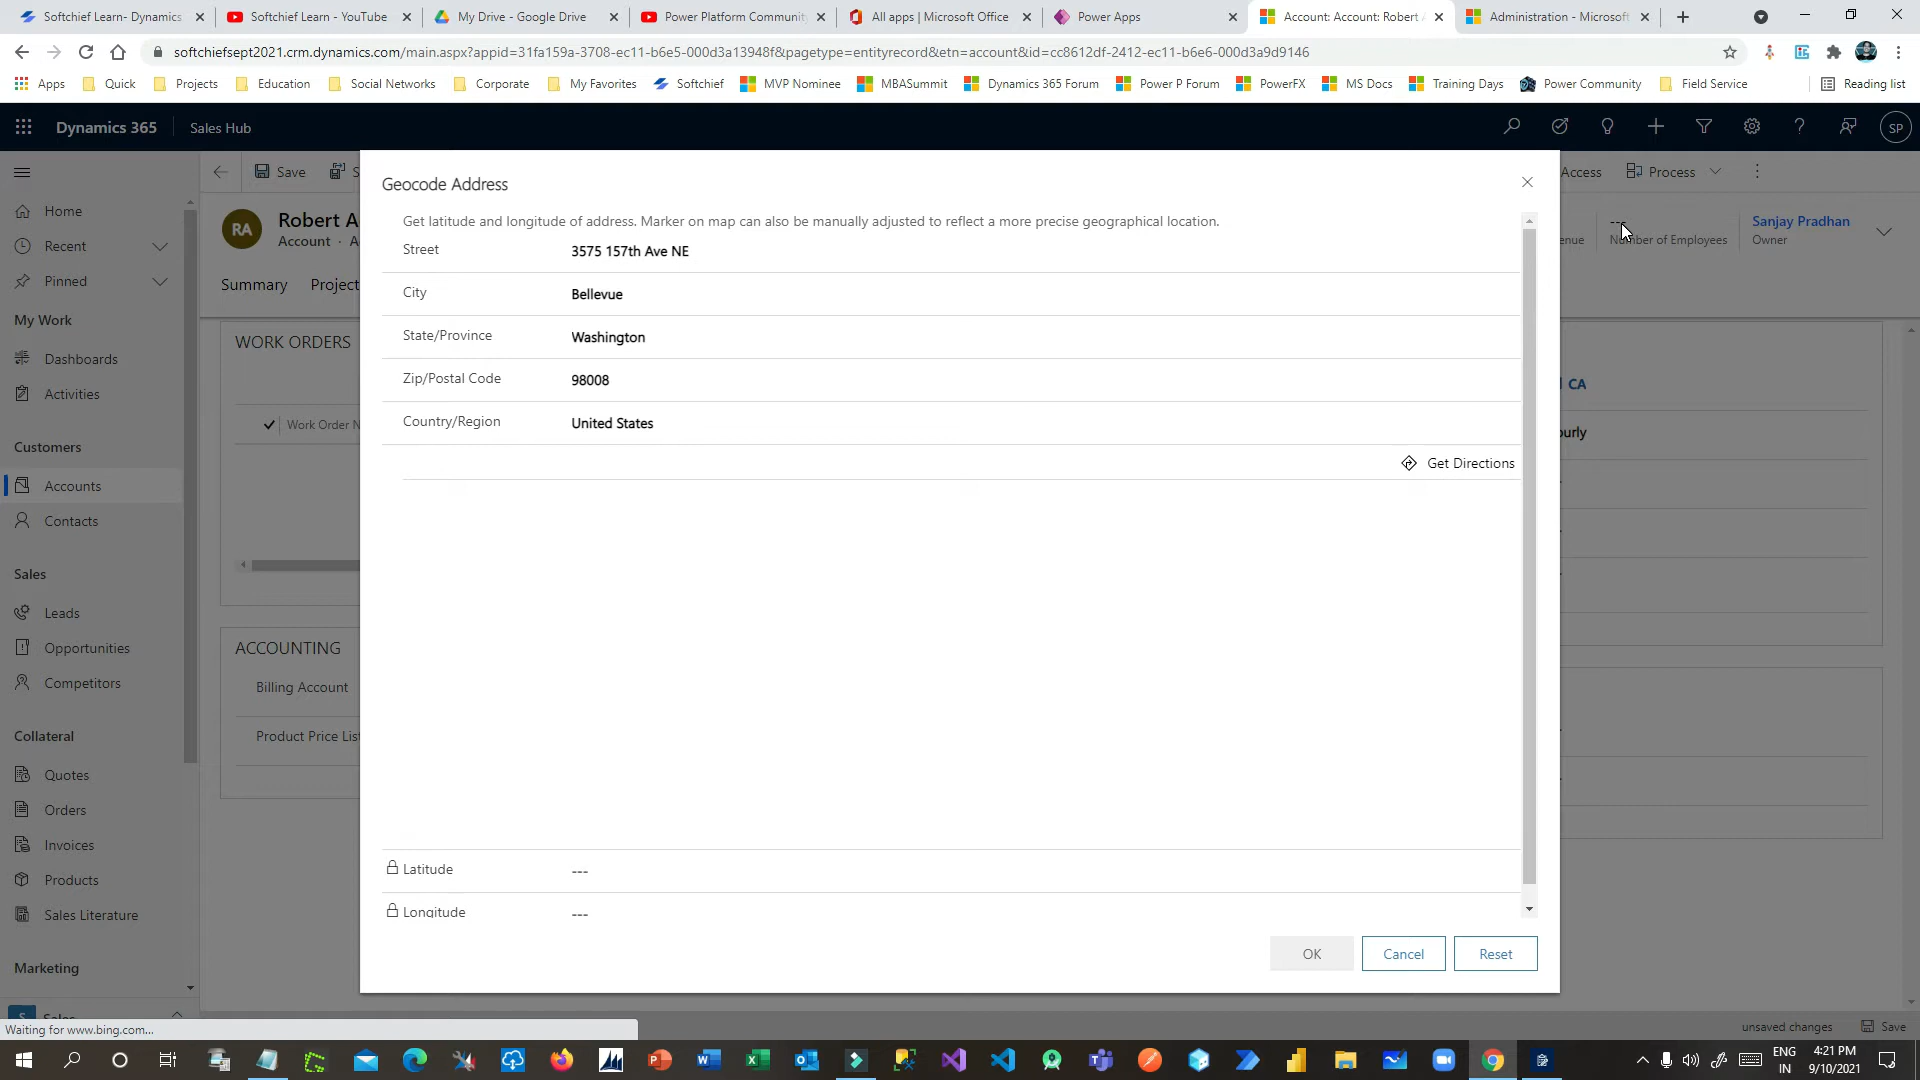 Softchief Learn- Dynamics
Softchief Learn - YouTube
My Drive - Google Drive
Power Platform Communit
All apps | Microsoft Office
Power Apps
Account: Account: Robert
Administration - Microsoft
softchiefsept2021.crm.dynamics.com/main.aspx?appid=31fa159a-3708-ec11-b6e5-000d3a13948f&pagetype=entityrecord&etn=account&id=cc8612df-2412-ec11-b6e6-000d3a9d9146
Apps
Quick
Projects
Education
Social Networks
Corporate
My Favorites
Softchief
MVP Nominee
MBASummit
Dynamics 365 Forum
Power P Forum
PowerFX
MS Docs
Training Days
Power Community
Field Service
Reading list
Dynamics 365
Sales Hub
SP
Save
Access
Process
Home
Recent
Pinned
My Work
Dashboards
Activities
Customers
Accounts
Contacts
Sales
Leads
Opportunities
Competitors
Collateral
Quotes
Orders
Invoices
Products
Sales Literature
Marketing
S
Sales
RA
Robert A
Account ·
Summary
Project
WORK ORDERS
Work Order N
ACCOUNTING
Billing Account
Product Price List
---
Number of Employees
Sanjay Pradhan
Owner
CA
ourly
Geocode Address
Get latitude and longitude of address. Marker on map can also be manually adjusted to reflect a more precise geographical location.
Street 3575 157th Ave NE
City Bellevue
State/Province Washington
Zip/Postal Code 98008
Country/Region United States
Get Directions
Latitude ---
Longitude ---
OK
Cancel
Reset
Waiting for www.bing.com...
unsaved changes
Save
ENG
IN
4:21 PM
9/10/2021